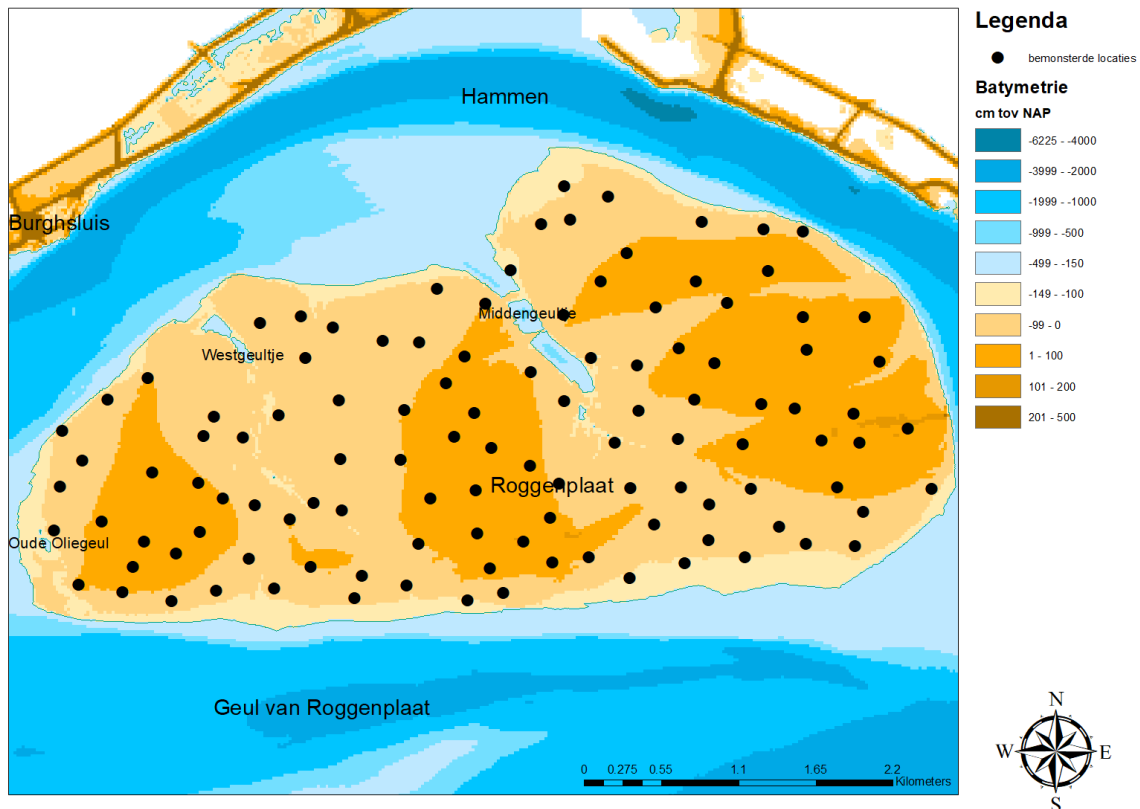 Legenda
bemonsterde locaties
Batymetrie
cm tov NAP
-6225 - -4000
-3999 - -2000
-1999 - -1000
-999 - -500
-499 - -150
-149 - -100
-99 - 0
1 - 100
101 - 200
201 - 500
Hammen
Burghsluis
Middengeultje
Westgeultje
Roggenplaat
Oude Oliegeul
Geul van Roggenplaat
0 0.275 0.55 1.1 1.65 2.2
Kilometers
N
W E
S